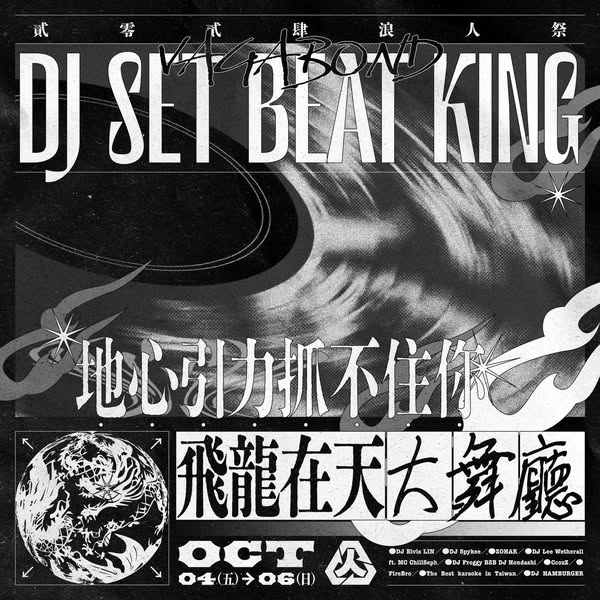 貳零貳肆浪人祭
VAGABOND
DJ SET BEAT KING
地心引力抓不住你
飛龍在天大舞廳
OCT
04(五)→06(日)
●DJ Elvis LIN／●DJ Spykee／●ZOHAR／●DJ Lee Wetherall
ft. MC ChillSeph／●DJ Froggy B2B DJ Hondashi／●CcozZ／●
FireBro／●The Best karaoke in Taiwan／●DJ HAMBURGER